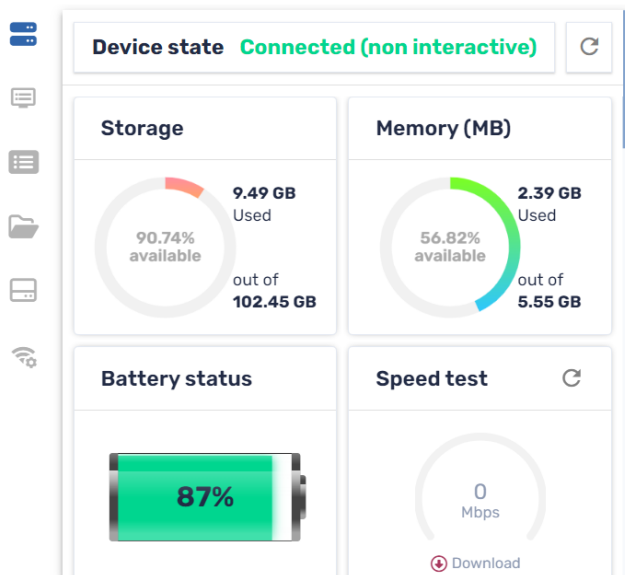 Device state Connected (non interactive)
Storage
90.74%
available
9.49 GB
Used
out of
102.45 GB
Memory (MB)
56.82%
available
2.39 GB
Used
out of
5.55 GB
Battery status
87%
Speed test
0
Mbps
Download